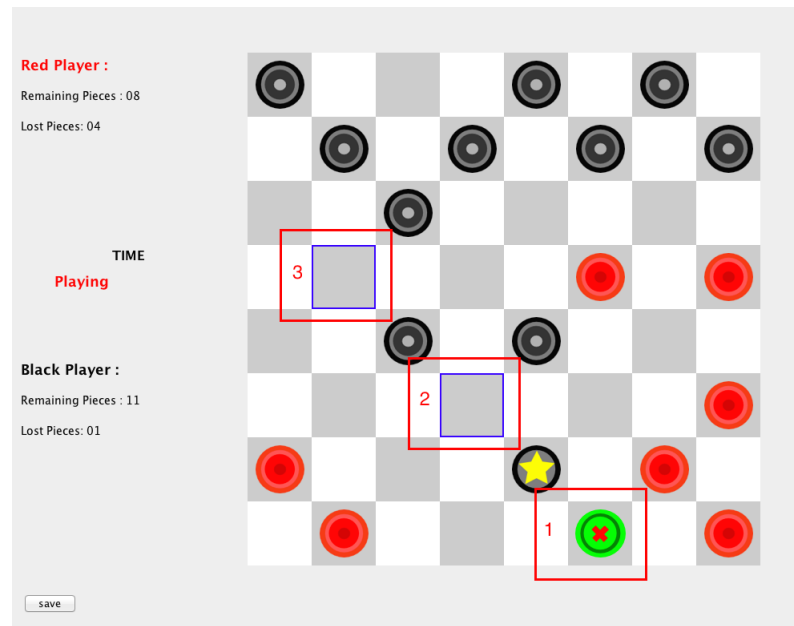 Red Player :
Remaining Pieces : 08
Lost Pieces: 04
TIME
Playing
3
Black Player :
Remaining Pieces : 11
Lost Pieces: 01
2
1
save